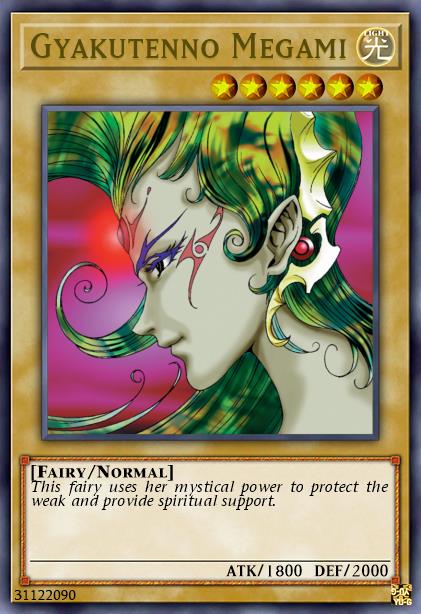 Gyakutenno Megami
LIGHT
光
[Fairy/Normal]
This fairy uses her mystical power to protect the
weak and provide spiritual support.
ATK/1800 DEF/2000
31122090